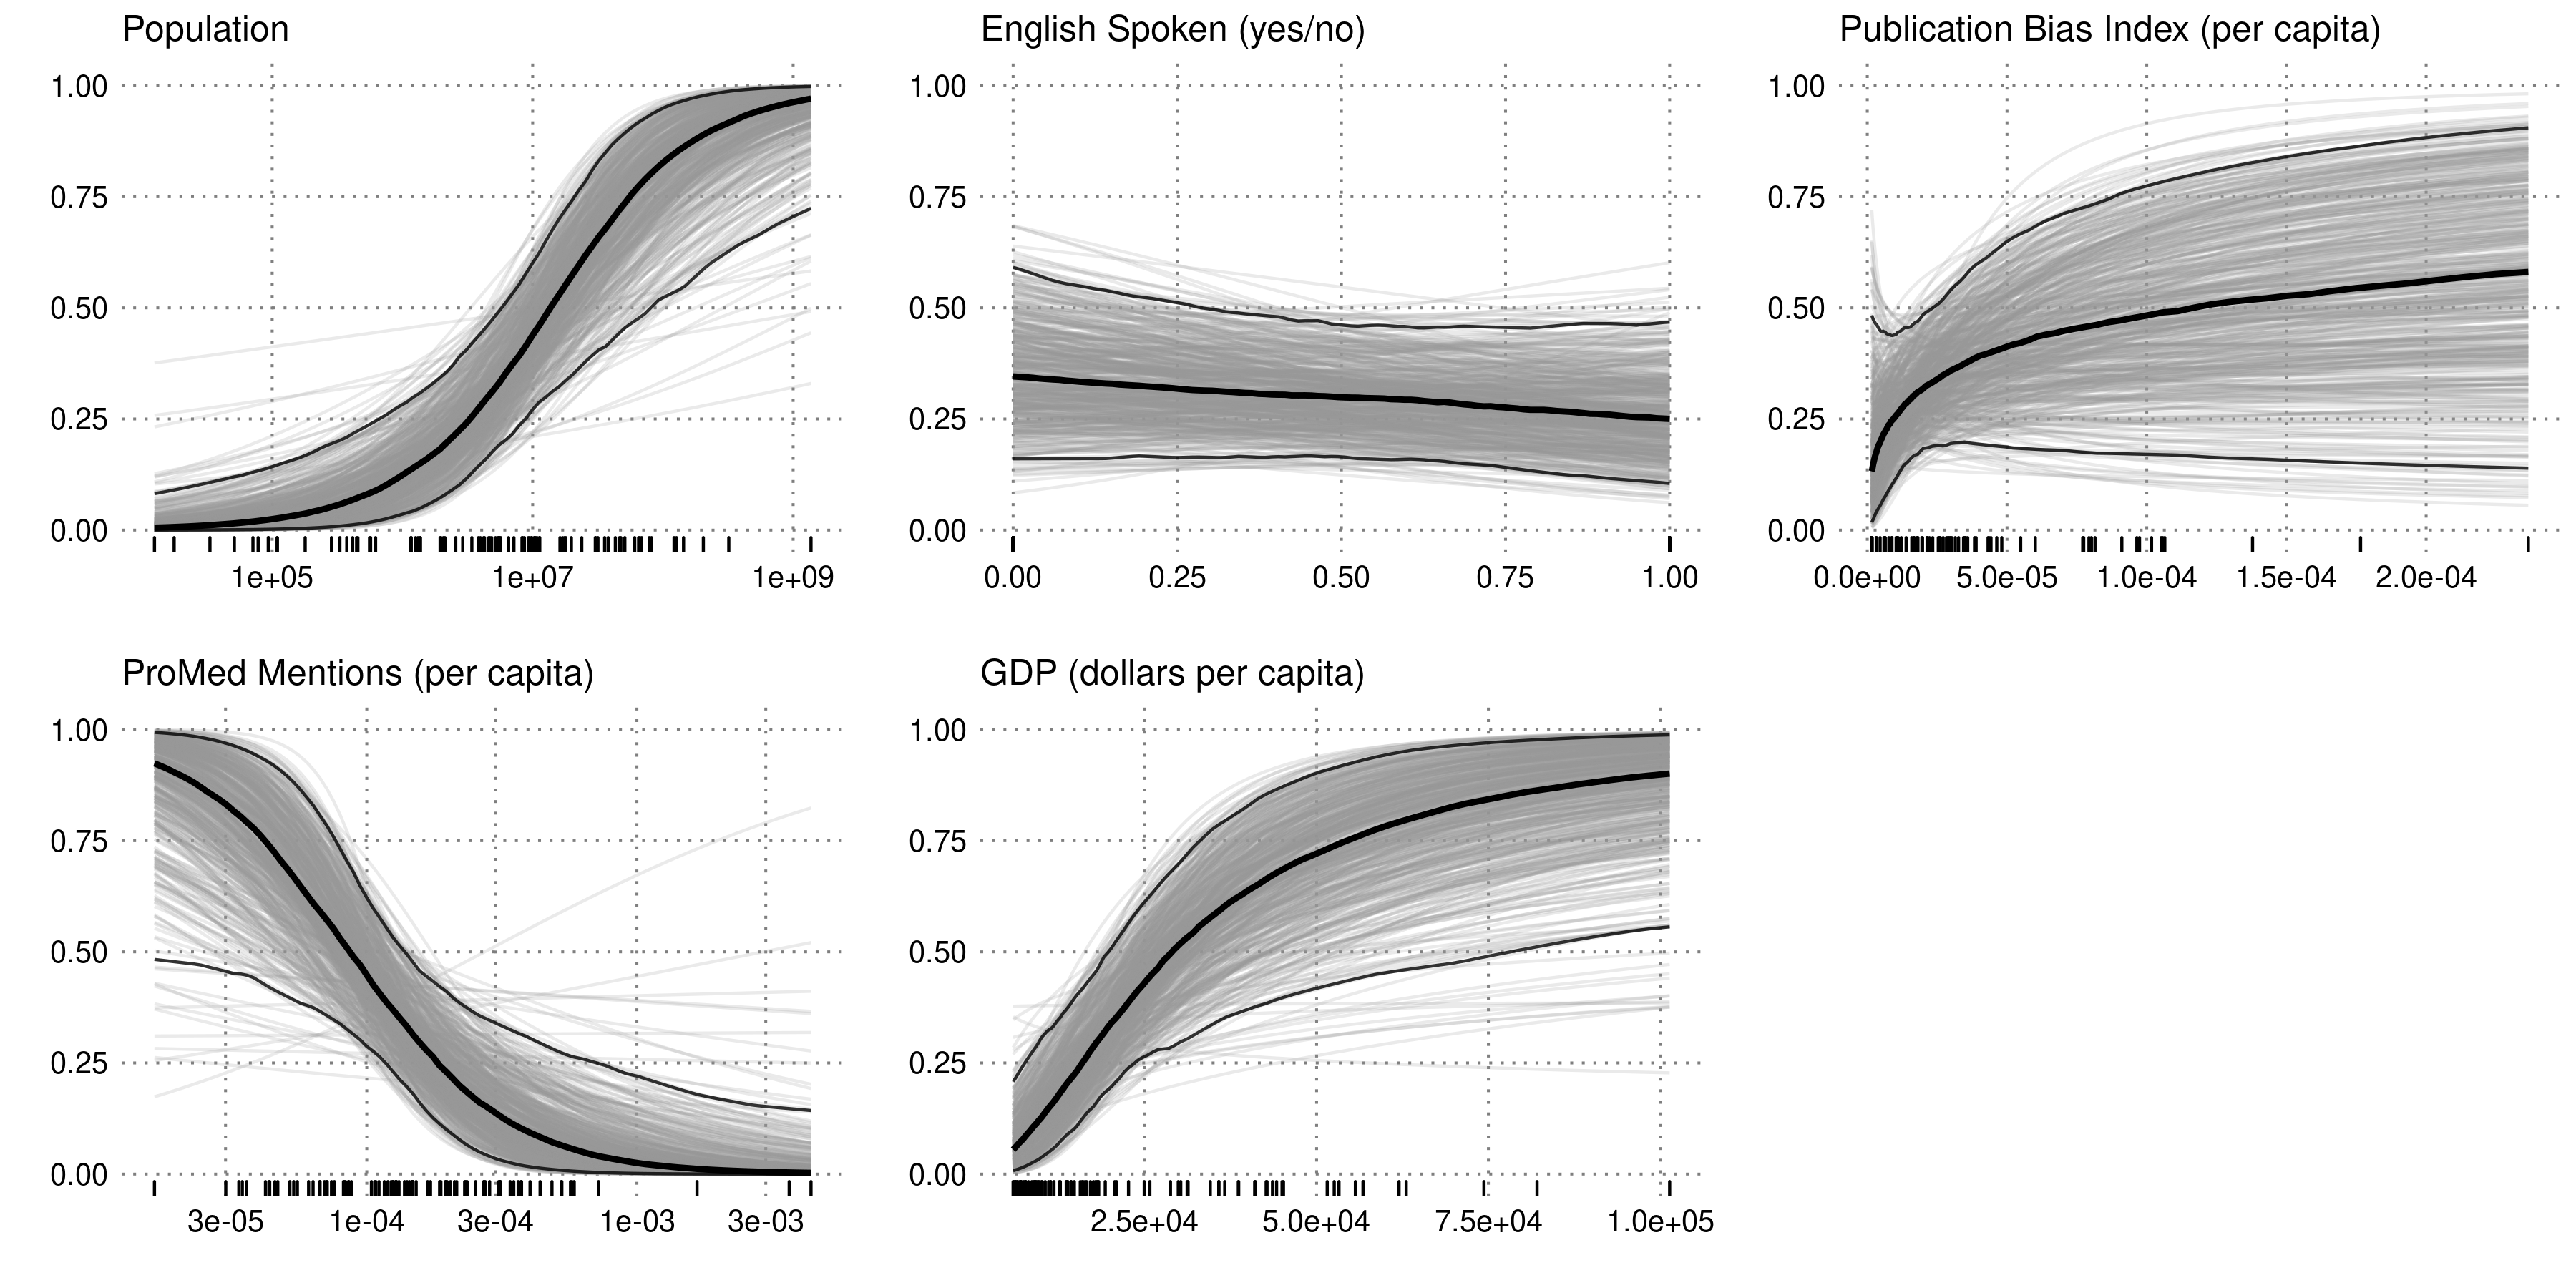 Population
English Spoken (yes/no)
Publication Bias Index (per capita)
1.00
0.75
0.50
0.25
0.00
1e+05 1e+07 1e+09
1.00
0.75
0.50
0.25
0.00
0.00 0.25 0.50 0.75 1.00
1.00
0.75
0.50
0.25
0.00
0.0e+00 5.0e-05 1.0e-04 1.5e-04 2.0e-04
ProMed Mentions (per capita)
GDP (dollars per capita)
1.00
0.75
0.50
0.25
0.00
3e-05 1e-04 3e-04 1e-03 3e-03
1.00
0.75
0.50
0.25
0.00
2.5e+04 5.0e+04 7.5e+04 1.0e+05